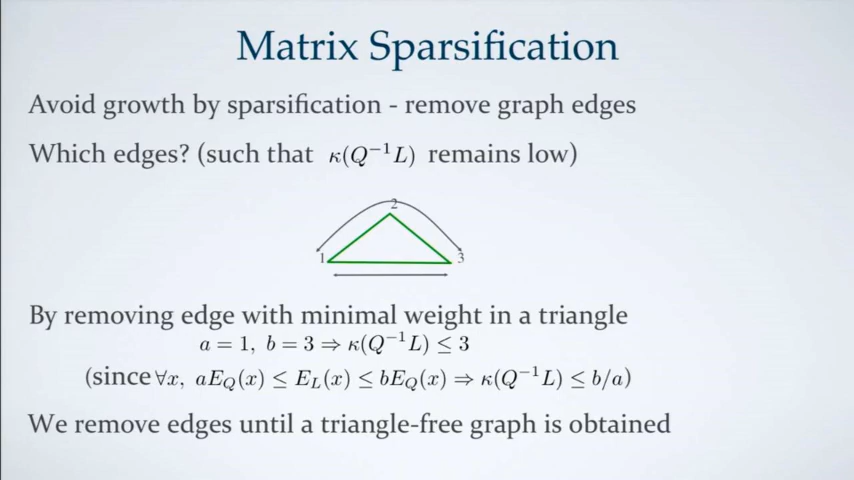 Matrix Sparsification
Avoid growth by sparsification - remove graph edges
Which edges? (such that κ(Q⁻¹L) remains low)
2
1
3
By removing edge with minimal weight in a triangle
a = 1, b = 3 ⇒ κ(Q⁻¹L) ≤ 3
(since ∀x, aE_Q(x) ≤ E_L(x) ≤ bE_Q(x) ⇒ κ(Q⁻¹L) ≤ b/a)
We remove edges until a triangle-free graph is obtained